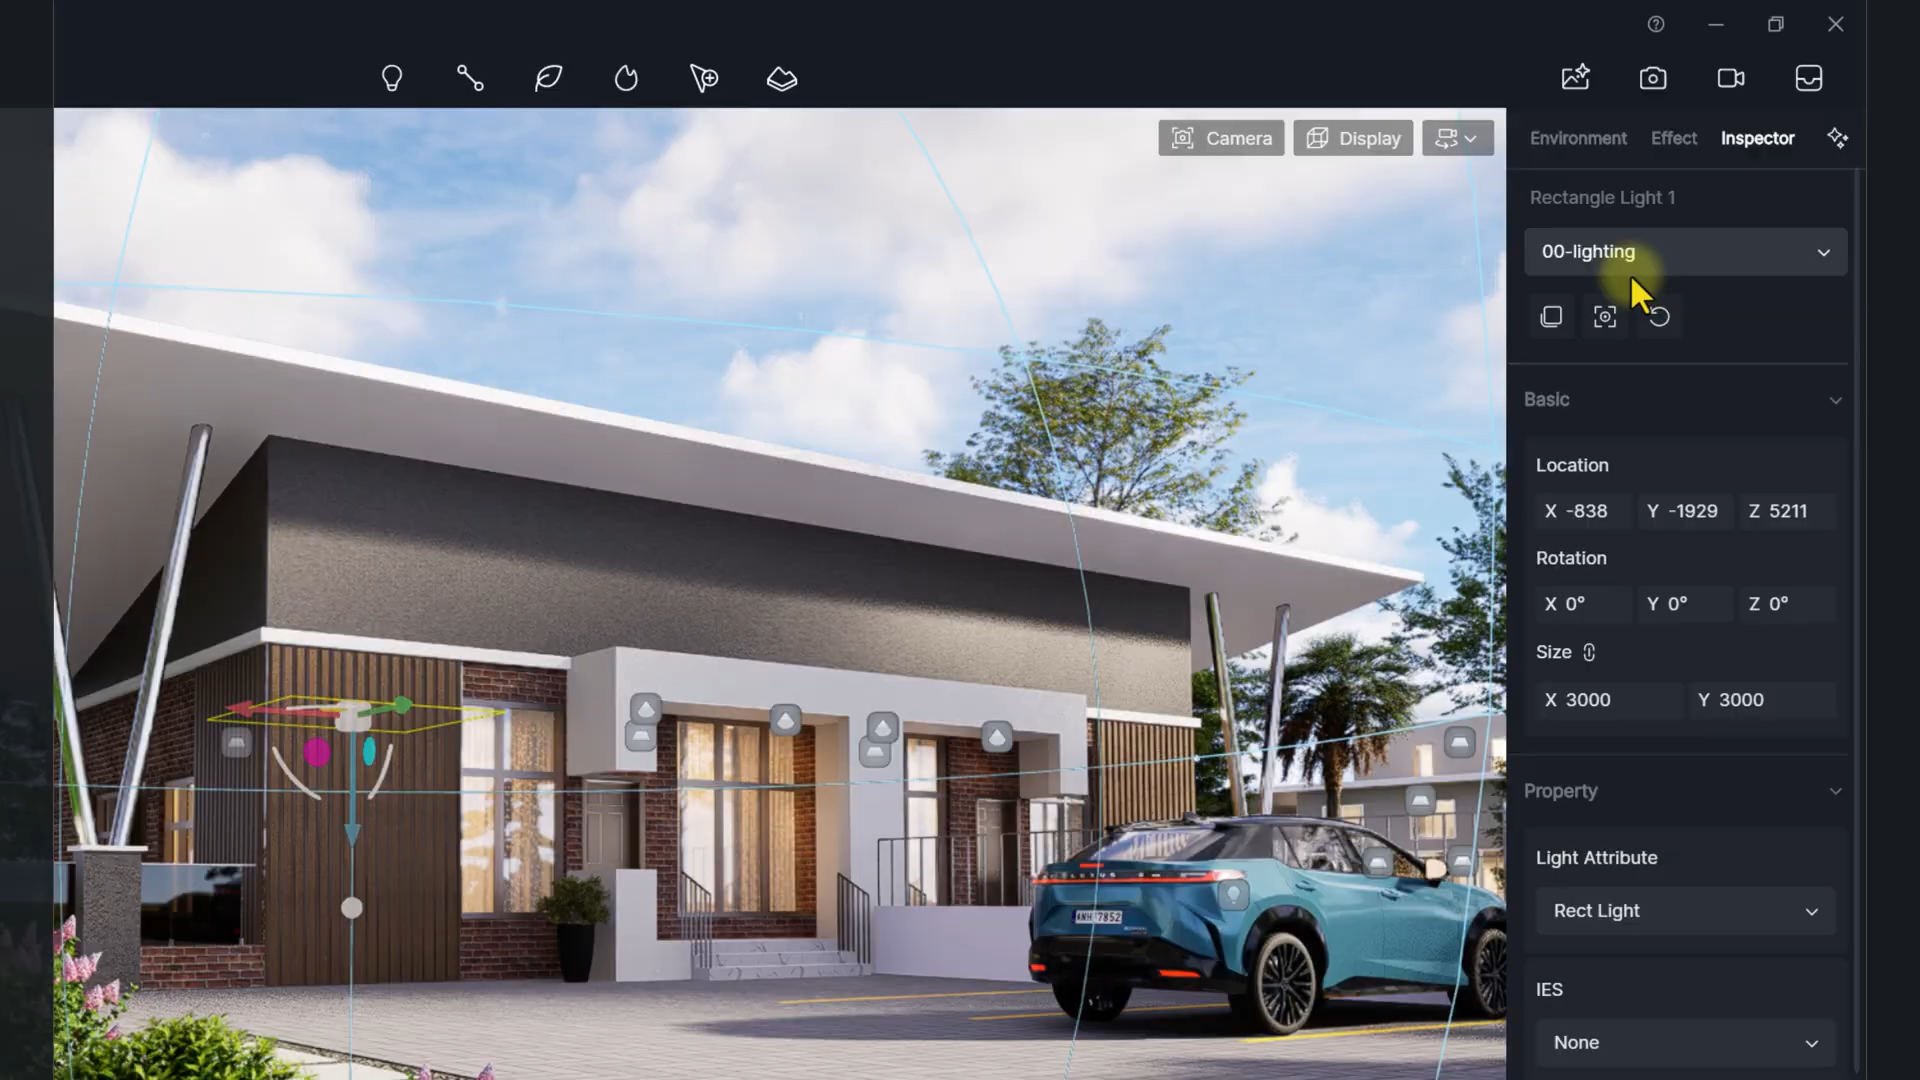 Camera
Display
Environment Effect Inspector
Rectangle Light 1
00-lighting
Basic
Location
X -838 Y -1929 Z 5211
Rotation
X 0° Y 0° Z 0°
Size
X 3000 Y 3000
Property
Light Attribute
Rect Light
IES
None
LEXUS